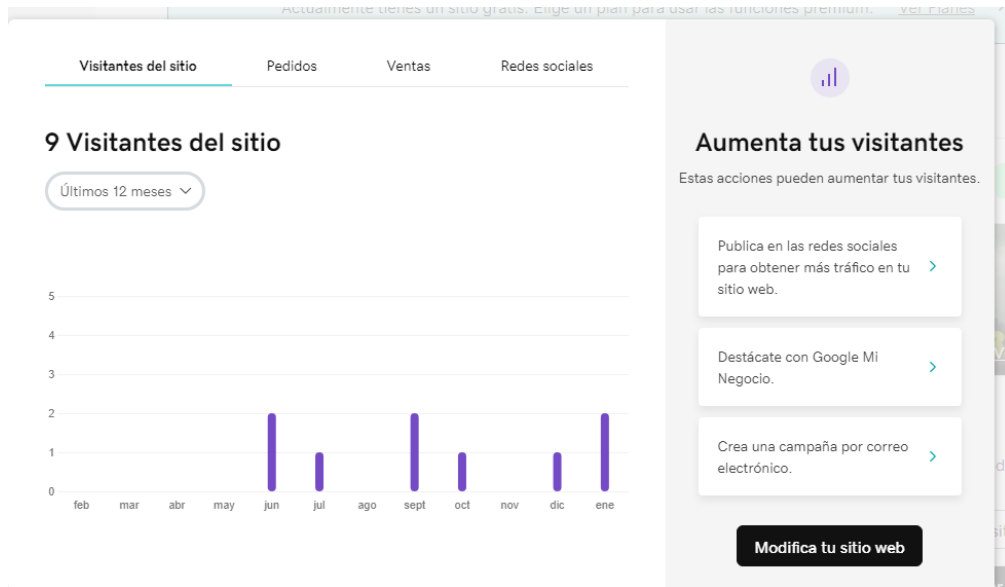 Actualmente tienes un sitio gratis. Elige un plan para usar las funciones premium. Ver Planes
Visitantes del sitio Pedidos Ventas Redes sociales
9 Visitantes del sitio
Últimos 12 meses
5
4
3
2
1
0
feb mar abr may jun jul ago sept oct nov dic ene
Aumenta tus visitantes
Estas acciones pueden aumentar tus visitantes.
Publica en las redes sociales
para obtener más tráfico en tu
sitio web.
Destácate con Google Mi
Negocio.
Crea una campaña por correo
electrónico.
Modifica tu sitio web